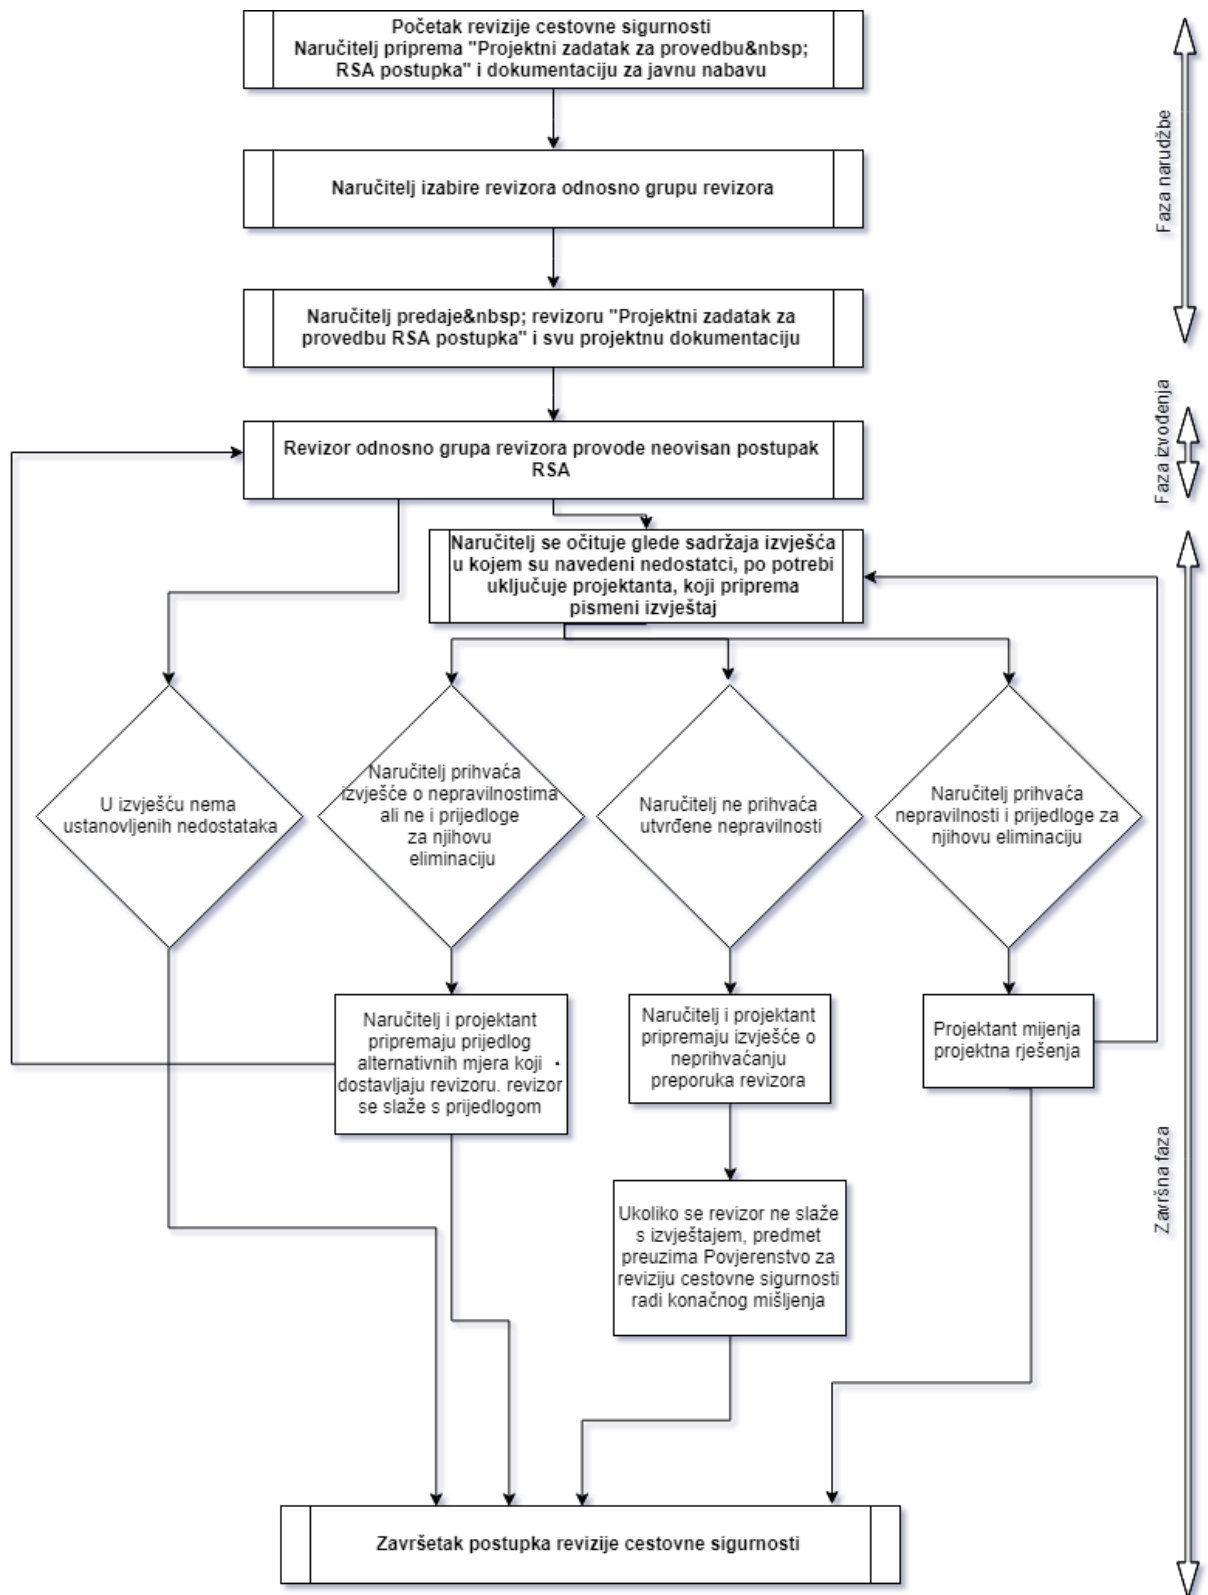 Početak revizije cestovne sigurnosti
Naručitelj priprema "Projektni zadatak za provedbu&nbsp;
RSA postupka" i dokumentaciju za javnu nabavu
Faza narudžbe
Naručitelj izabire revizora odnosno grupu revizora
Naručitelj predaje&nbsp; revizoru "Projektni zadatak za
provedbu RSA postupka" i svu projektnu dokumentaciju
Faza izvođenja
Revizor odnosno grupa revizora provode neovisan postupak
RSA
Naručitelj se očituje glede sadržaja izvješća
u kojem su navedeni nedostatci, po potrebi
uključuje projektanta, koji priprema
pismeni izvještaj
U izvješću nema
ustanovljenih nedostataka
Naručitelj prihvaća
izvješće o nepravilnostima
ali ne i prijedloge
za njihovu
eliminaciju
Naručitelj ne prihvaća
utvrđene nepravilnosti
Naručitelj prihvaća
nepravilnosti i prijedloge za
njihovu eliminaciju
Naručitelj i projektant
pripremaju prijedlog
alternativnih mjera koji
dostavljaju revizoru. revizor
se slaže s prijedlogom
Naručitelj i projektant
pripremaju izvješće o
neprihvaćanju
preporuka revizora
Projektant mijenja
projektna rješenja
Završna faza
Ukoliko se revizor ne slaže
s izvještajem, predmet
preuzima Povjerenstvo za
reviziju cestovne sigurnosti
radi konačnog mišljenja
Završetak postupka revizije cestovne sigurnosti